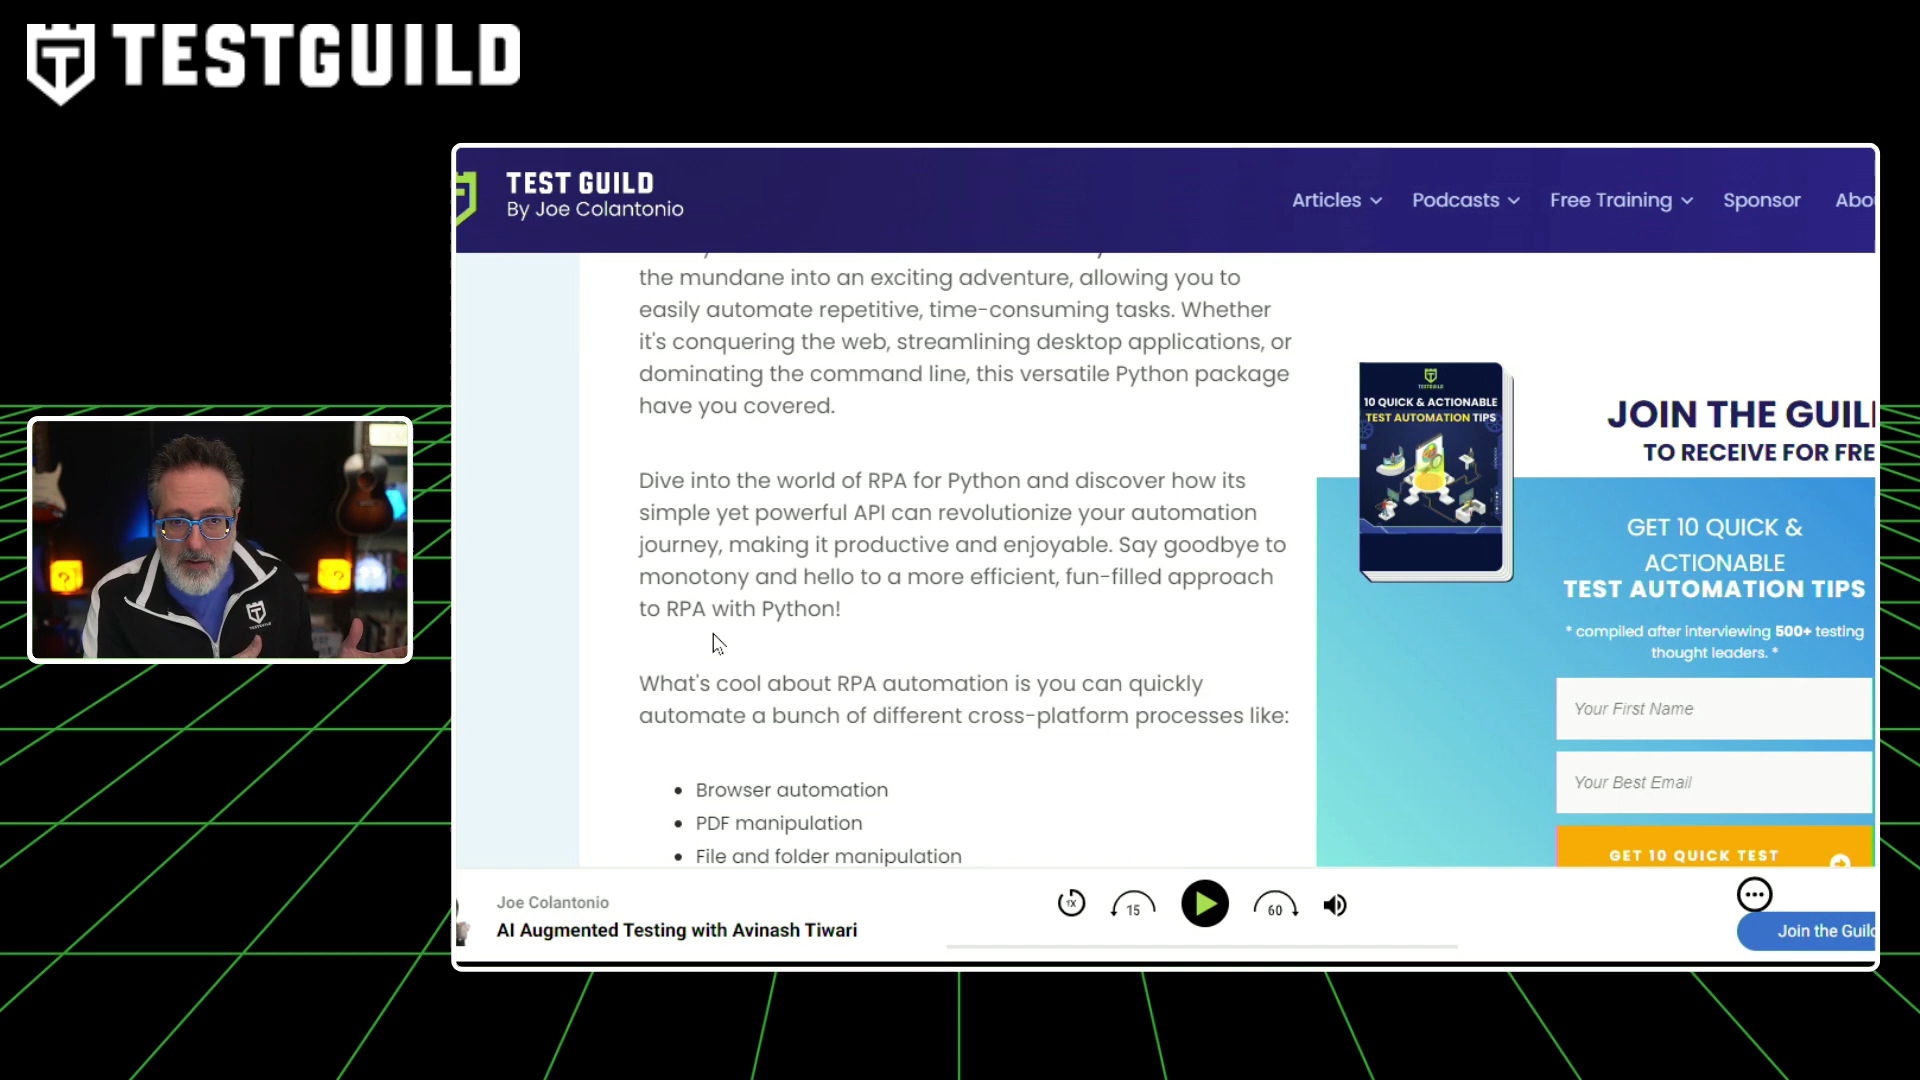 TESTGUILD
TEST GUILD
By Joe Colantonio
Articles
Podcasts
Free Training
Sponsor
the mundane into an exciting adventure, allowing you to
easily automate repetitive, time-consuming tasks. Whether
it's conquering the web, streamlining desktop applications, or
dominating the command line, this versatile Python package
have you covered.
Dive into the world of RPA for Python and discover how its
simple yet powerful API can revolutionize your automation
journey, making it productive and enjoyable. Say goodbye to
monotony and hello to a more efficient, fun-filled approach
to RPA with Python!
What's cool about RPA automation is you can quickly
automate a bunch of different cross-platform processes like:
• Browser automation
• PDF manipulation
• File and folder manipulation
TESTGUILD
10 QUICK & ACTIONABLE
TEST AUTOMATION TIPS
JOIN THE GUIL
TO RECEIVE FOR FRE
GET 10 QUICK &
ACTIONABLE
TEST AUTOMATION TIPS
* compiled after interviewing 500+ testing
thought leaders. *
Your First Name
Your Best Email
GET 10 QUICK TEST
Joe Colantonio
AI Augmented Testing with Avinash Tiwari
1X
15
60
Join the Guild
TESTGUILD